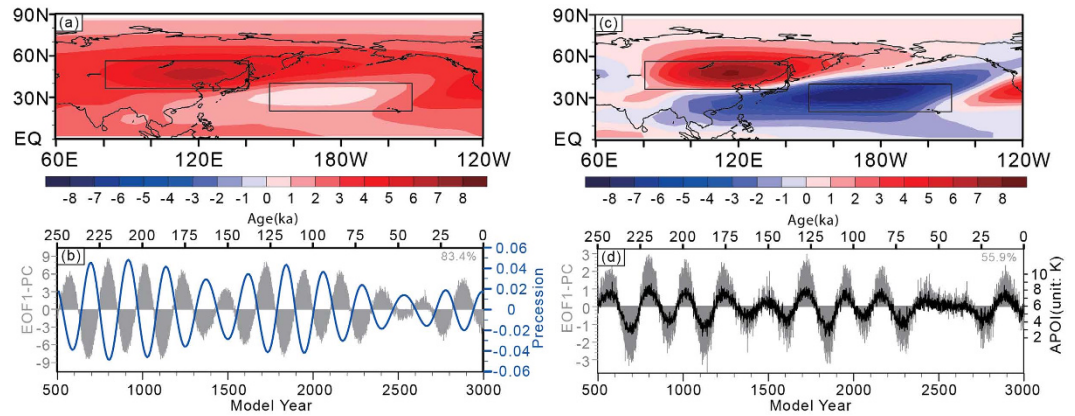 90N (a)
60N
30N
EQ
60E 120E 180W 120W
-8 -7 -6 -5 -4 -3 -2 -1 0 1 2 3 4 5 6 7 8
Age(ka)
250 225 200 175 150 125 100 75 50 25 0
(b) 83.4%
EOF1-PC
9
6
3
0
-3
-6
-9
0.06
0.04
0.02
0
-0.02
-0.04
-0.06
Precession
500 1000 1500 2000 2500 3000
Model Year
90N (c)
60N
30N
EQ
60E 120E 180W 120W
-8 -7 -6 -5 -4 -3 -2 -1 0 1 2 3 4 5 6 7 8
Age(ka)
250 225 200 175 150 125 100 75 50 25 0
(d) 55.9%
EOF1-PC
3
2
1
0
-1
-2
-3
10
8
6
4
2
APOI(unit: K)
500 1000 1500 2000 2500 3000
Model Year